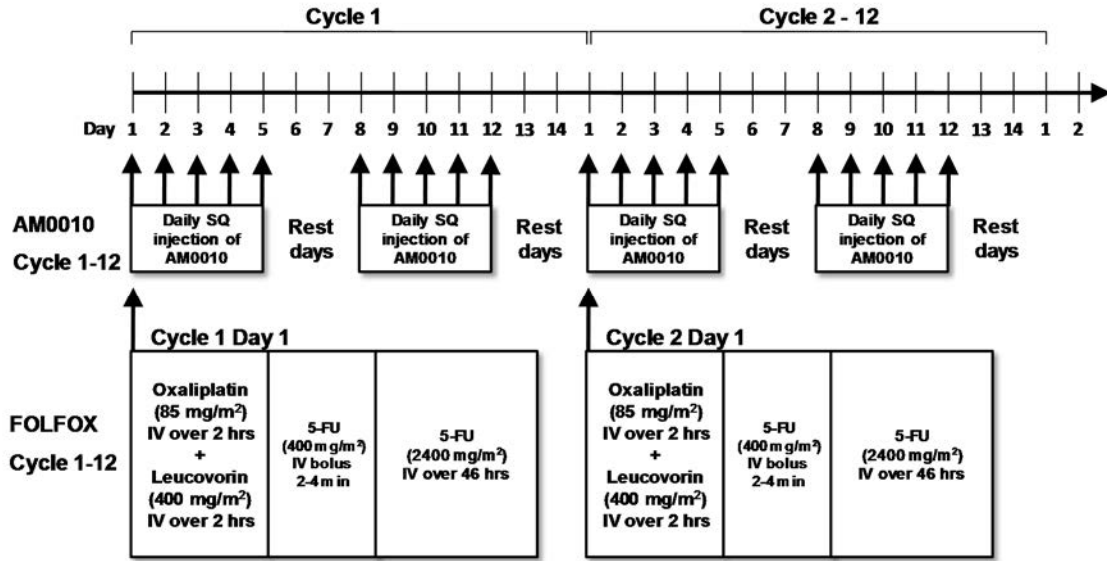 Cycle 1
Cycle 2 - 12
Day 1 2 3 4 5 6 7 8 9 10 11 12 13 14 1 2 3 4 5 6 7 8 9 10 11 12 13 14 1 2
AM0010
Cycle 1-12
Daily SQ
injection of
AM0010
Rest
days
Daily SQ
injection of
AM0010
Rest
days
Daily SQ
injection of
AM0010
Rest
days
Daily SQ
injection of
AM0010
Rest
days
FOLFOX
Cycle 1-12
Cycle 1 Day 1
Oxaliplatin
(85 mg/m²)
IV over 2 hrs
+
Leucovorin
(400 mg/m²)
IV over 2 hrs
5-FU
(400 mg/m²)
IV bolus
2-4 min
5-FU
(2400 mg/m²)
IV over 46 hrs
Cycle 2 Day 1
Oxaliplatin
(85 mg/m²)
IV over 2 hrs
+
Leucovorin
(400 mg/m²)
IV over 2 hrs
5-FU
(400 mg/m²)
IV bolus
2-4 min
5-FU
(2400 mg/m²)
IV over 46 hrs